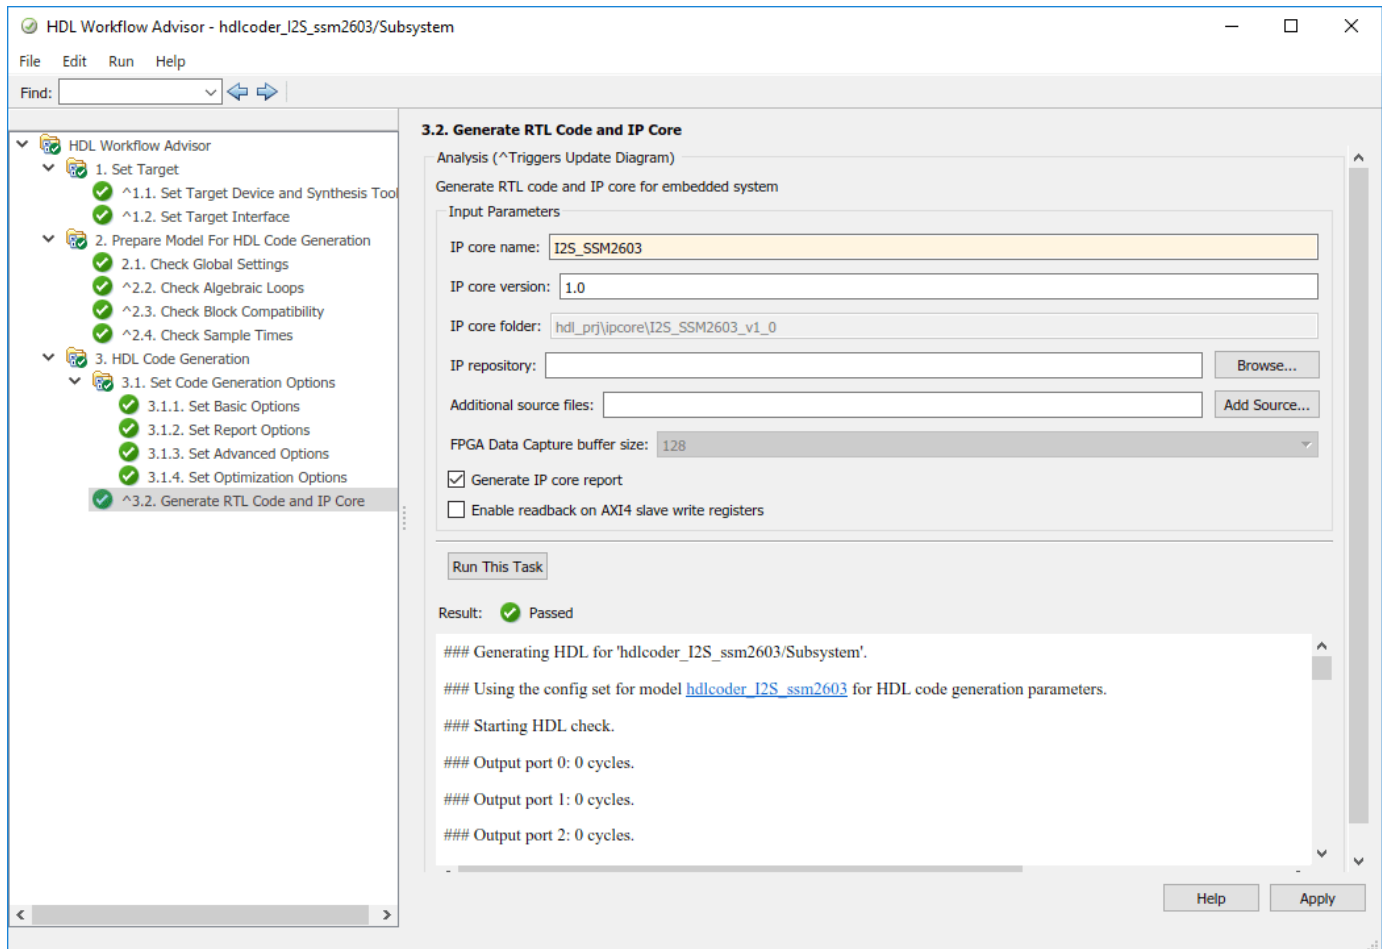 HDL Workflow Advisor - hdlcoder_I2S_ssm2603/Subsystem
File Edit Run Help
Find:
HDL Workflow Advisor
1. Set Target
^1.1. Set Target Device and Synthesis Tool
^1.2. Set Target Interface
2. Prepare Model For HDL Code Generation
2.1. Check Global Settings
^2.2. Check Algebraic Loops
^2.3. Check Block Compatibility
^2.4. Check Sample Times
3. HDL Code Generation
3.1. Set Code Generation Options
3.1.1. Set Basic Options
3.1.2. Set Report Options
3.1.3. Set Advanced Options
3.1.4. Set Optimization Options
^3.2. Generate RTL Code and IP Core
3.2. Generate RTL Code and IP Core
Analysis (^Triggers Update Diagram)
Generate RTL code and IP core for embedded system
Input Parameters
IP core name: I2S_SSM2603
IP core version: 1.0
IP core folder: hdl_prj\ipcore\I2S_SSM2603_v1_0
IP repository: Browse...
Additional source files: Add Source...
FPGA Data Capture buffer size: 128
Generate IP core report
Enable readback on AXI4 slave write registers
Run This Task
Result: Passed
### Generating HDL for 'hdlcoder_I2S_ssm2603/Subsystem'.
### Using the config set for model hdlcoder_I2S_ssm2603 for HDL code generation parameters.
### Starting HDL check.
### Output port 0: 0 cycles.
### Output port 1: 0 cycles.
### Output port 2: 0 cycles.
Help Apply